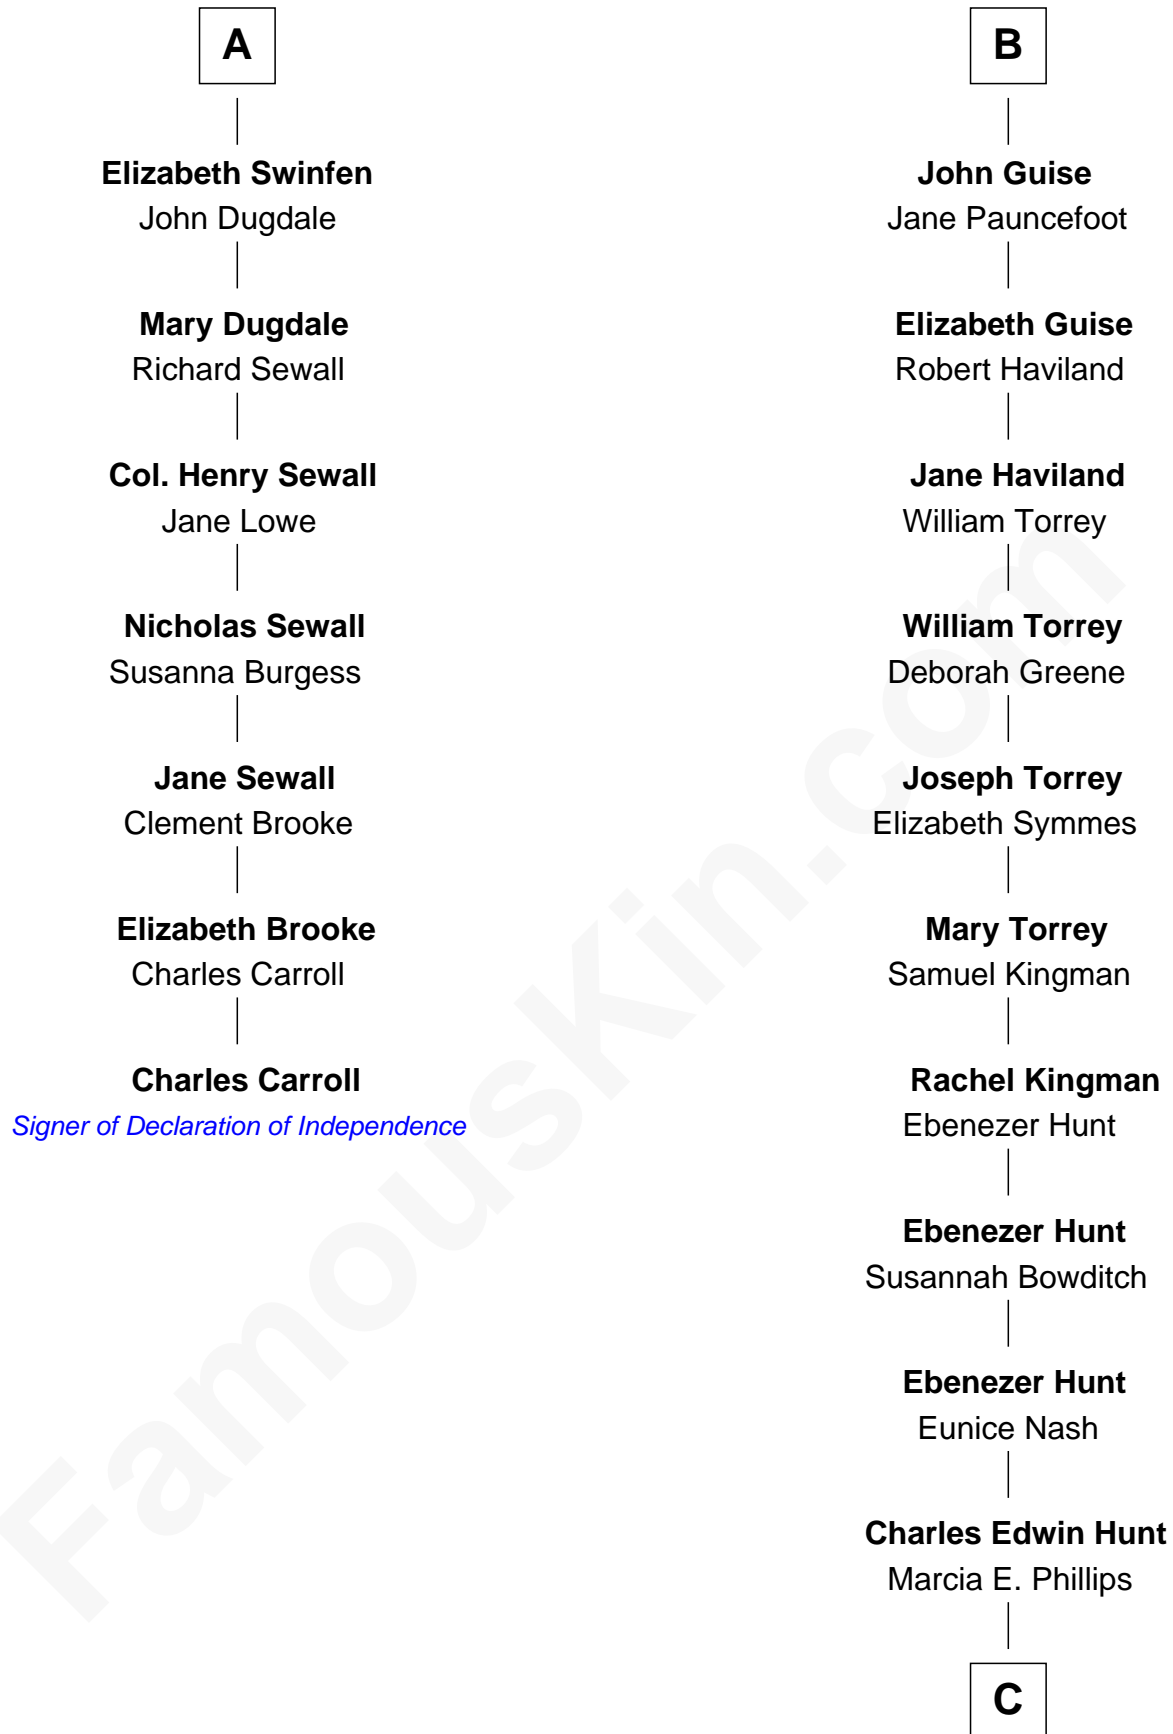 A
Elizabeth Swinfen
John Dugdale
Mary Dugdale
Richard Sewall
Col. Henry Sewall
Jane Lowe
Nicholas Sewall
Susanna Burgess
Jane Sewall
Clement Brooke
Elizabeth Brooke
Charles Carroll
Charles Carroll
Signer of Declaration of Independence
B
John Guise
Jane Pauncefoot
Elizabeth Guise
Robert Haviland
Jane Haviland
William Torrey
William Torrey
Deborah Greene
Joseph Torrey
Elizabeth Symmes
Mary Torrey
Samuel Kingman
Rachel Kingman
Ebenezer Hunt
Ebenezer Hunt
Susannah Bowditch
Ebenezer Hunt
Eunice Nash
Charles Edwin Hunt
Marcia E. Phillips
C
FamousKin.com